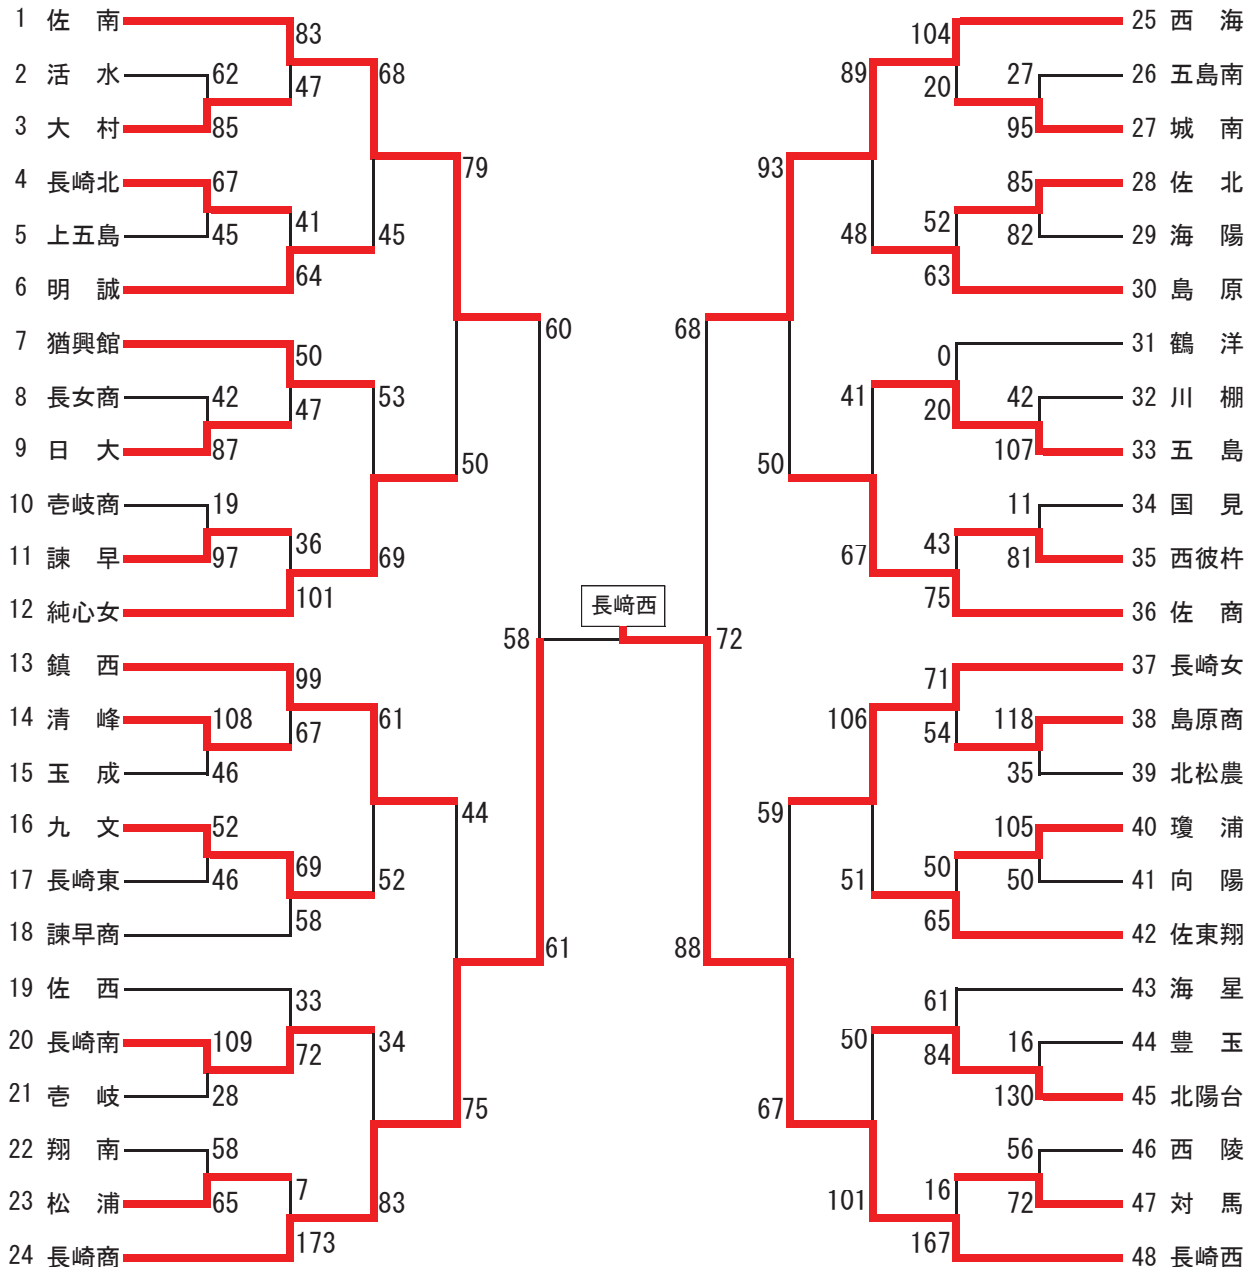 1 佐 南
83
2 活 水
62
47
3 大 村
85
68
4 長崎北
67
41
5 上五島
45
6 明 誠
64
45
79
7 猶興館
50
8 長女商
42
47
9 日 大
87
53
10 壱岐商
19
36
11 諫 早
97
12 純心女
101
69
50
60
13 鎮 西
99
14 清 峰
108
67
15 玉 成
46
61
16 九 文
52
69
17 長崎東
46
18 諫早商
58
52
44
19 佐 西
33
20 長崎南
109
72
21 壱 岐
28
34
22 翔 南
58
7
23 松 浦
65
24 長崎商
173
83
75
61
58
長﨑西
72
25 西 海
104
26 五島南
27
20
27 城 南
95
89
28 佐 北
85
52
29 海 陽
82
30 島 原
63
48
93
31 鶴 洋
0
32 川 棚
42
20
33 五 島
107
41
34 国 見
11
43
35 西彼杵
81
36 佐 商
75
67
50
68
37 長崎女
71
38 島原商
118
54
39 北松農
35
106
40 瓊 浦
105
50
41 向 陽
50
42 佐東翔
65
51
59
43 海 星
61
44 豊 玉
16
84
45 北陽台
130
50
46 西 陵
56
16
47 対 馬
72
48 長崎西
167
101
67
88